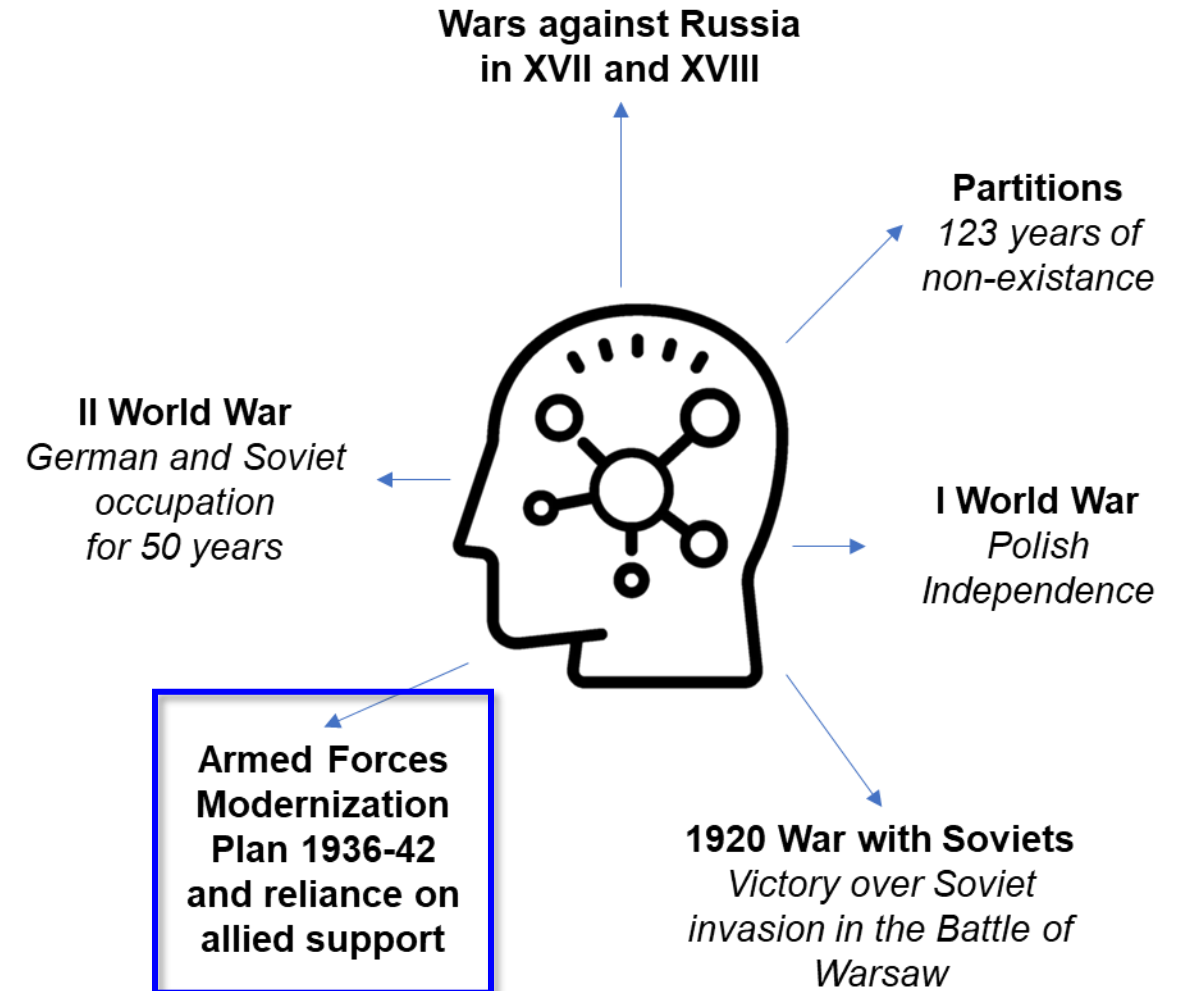 Wars against Russia
in XVII and XVIII
Partitions
123 years of
non-existance
II World War
German and Soviet
occupation
for 50 years
I World War
Polish
Independence
Armed Forces
Modernization
Plan 1936-42
and reliance on
allied support
1920 War with Soviets
Victory over Soviet
invasion in the Battle of
Warsaw